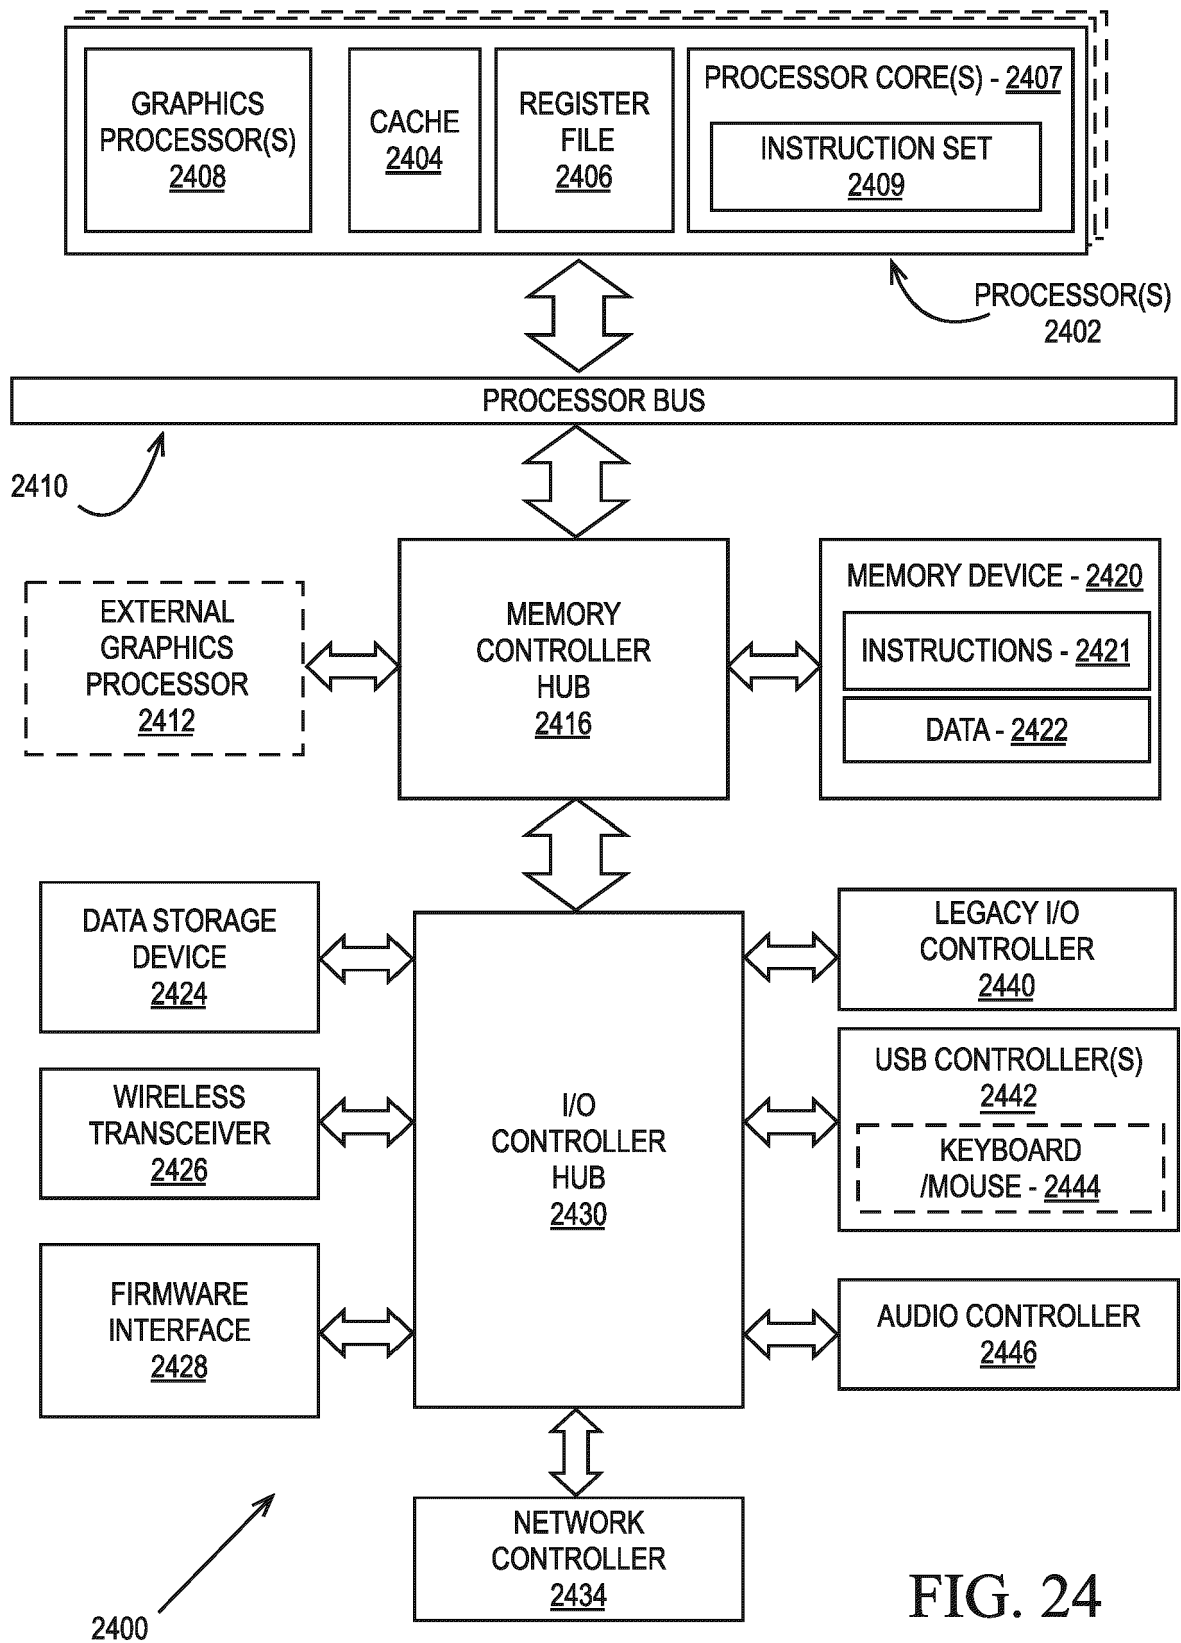 GRAPHICS
PROCESSOR(S)
2408
CACHE
2404
REGISTER
FILE
2406
PROCESSOR CORE(S) - 2407
INSTRUCTION SET
2409
PROCESSOR(S)
2402
PROCESSOR BUS
2410
EXTERNAL
GRAPHICS
PROCESSOR
2412
MEMORY
CONTROLLER
HUB
2416
MEMORY DEVICE - 2420
INSTRUCTIONS - 2421
DATA - 2422
DATA STORAGE
DEVICE
2424
WIRELESS
TRANSCEIVER
2426
FIRMWARE
INTERFACE
2428
I/O
CONTROLLER
HUB
2430
LEGACY I/O
CONTROLLER
2440
USB CONTROLLER(S)
2442
KEYBOARD
/MOUSE - 2444
AUDIO CONTROLLER
2446
NETWORK
CONTROLLER
2434
2400
FIG. 24